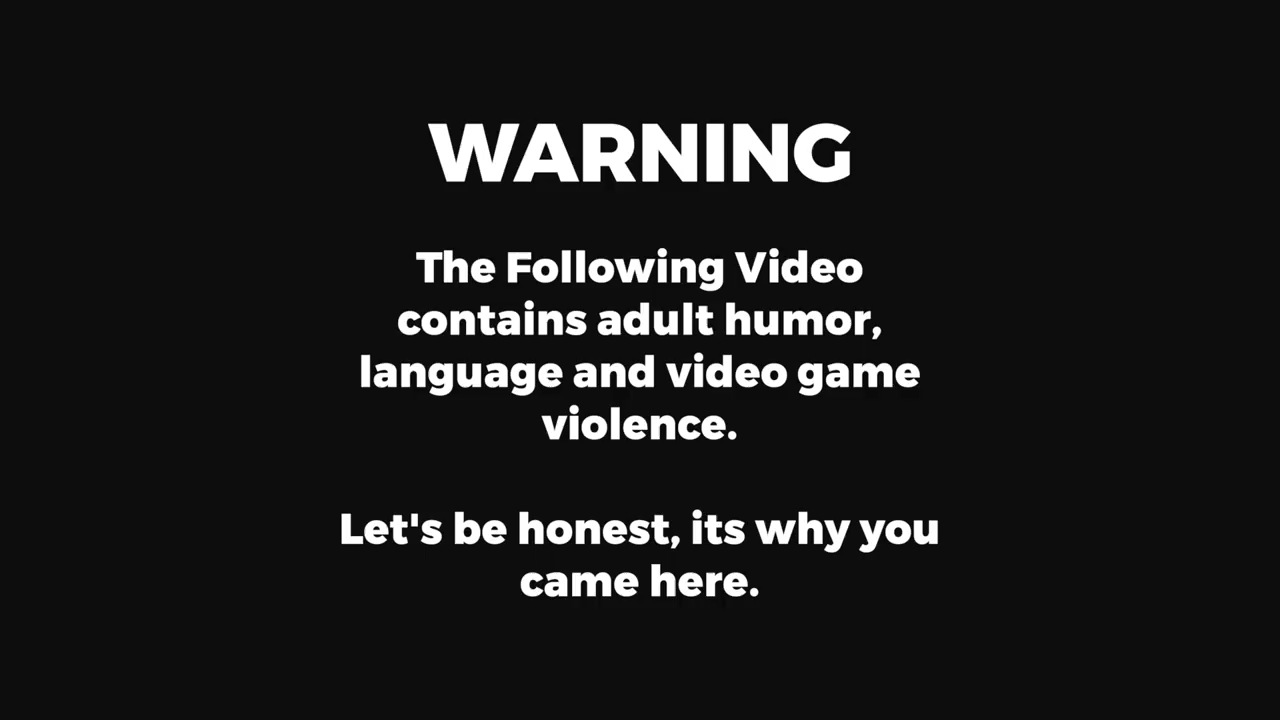 WARNING
The Following Video
contains adult humor,
language and video game
violence.
Let's be honest, its why you
came here.